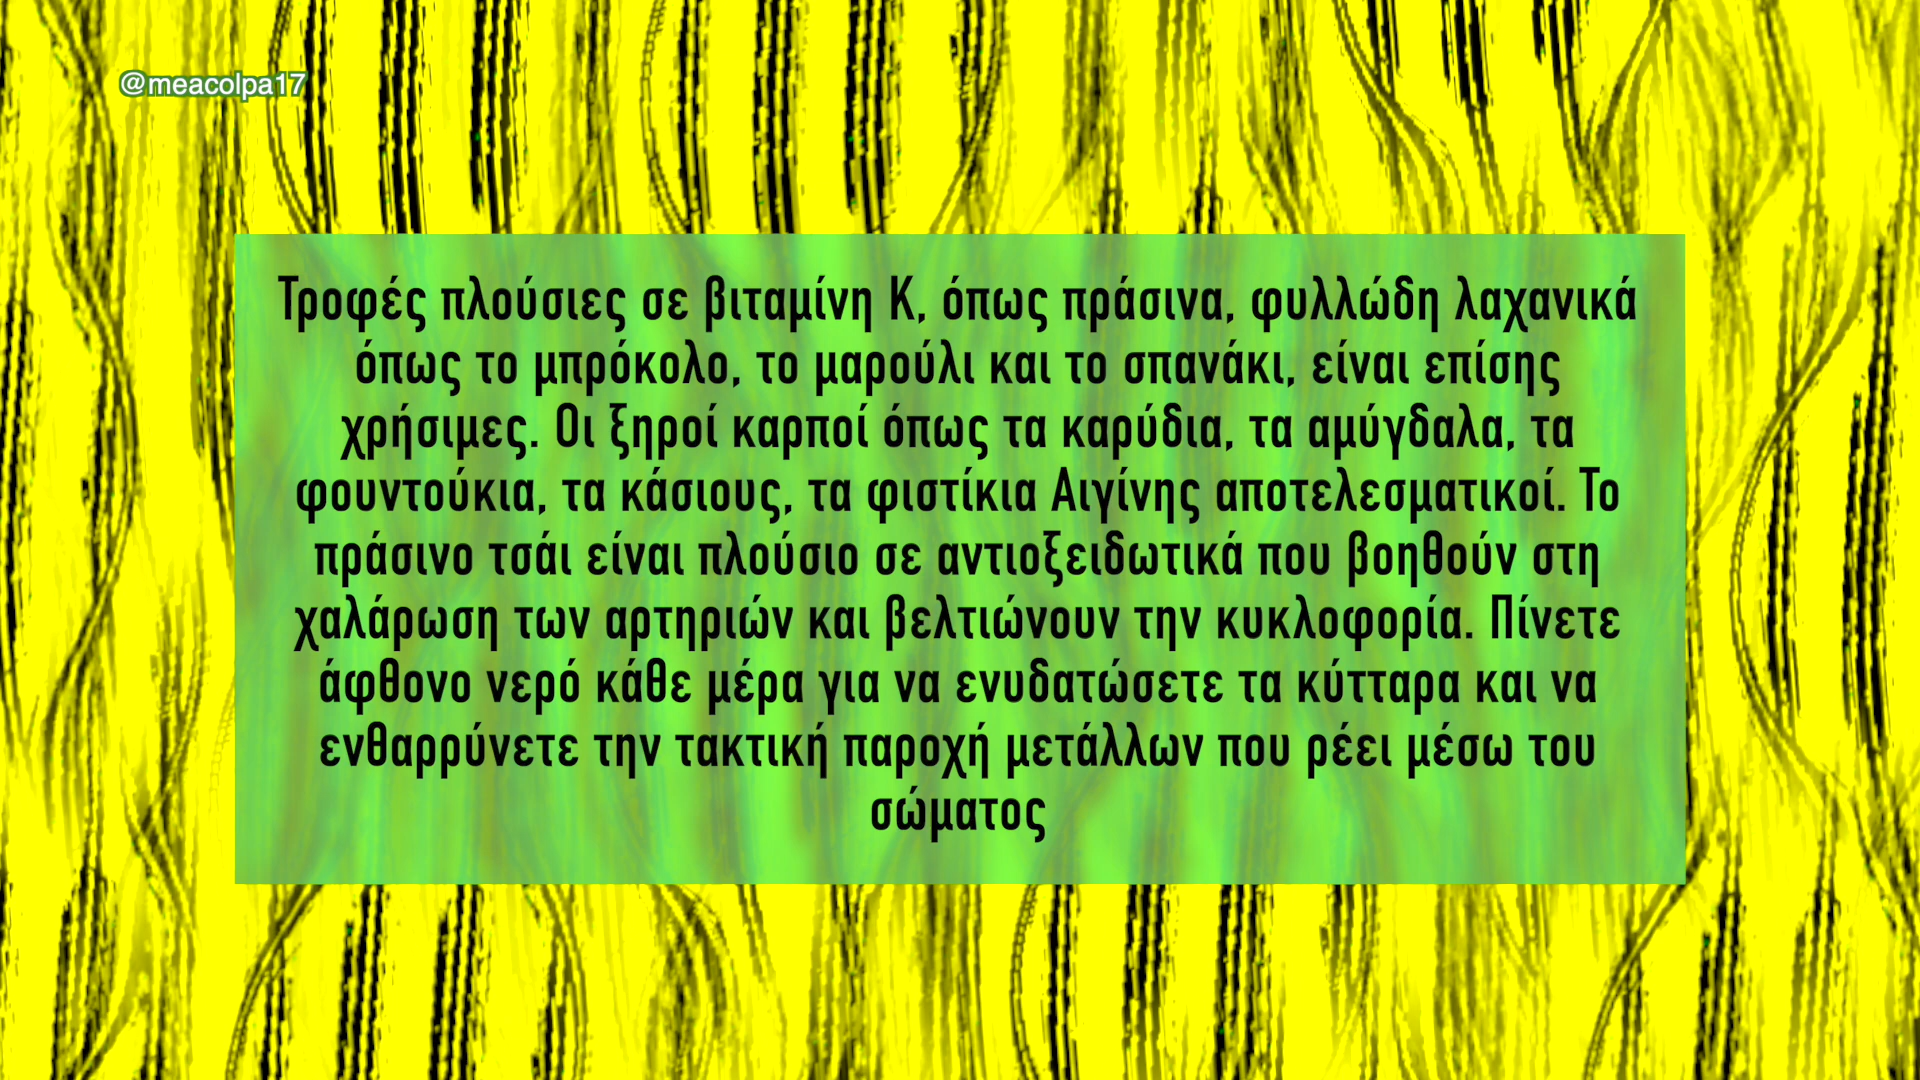 @meacolpa17
Τροφές πλούσιες σε βιταμίνη Κ, όπως πράσινα, φυλλώδη λαχανικά
όπως το μπρόκολο, το μαρούλι και το σπανάκι, είναι επίσης
χρήσιμες. Οι ξηροί καρποί όπως τα καρύδια, τα αμύγδαλα, τα
φουντούκια, τα κάσιους, τα φιστίκια Αιγίνης αποτελεσματικοί. Το
πράσινο τσάι είναι πλούσιο σε αντιοξειδωτικά που βοηθούν στη
χαλάρωση των αρτηριών και βελτιώνουν την κυκλοφορία. Πίνετε
άφθονο νερό κάθε μέρα για να ενυδατώσετε τα κύτταρα και να
ενθαρρύνετε την τακτική παροχή μετάλλων που ρέει μέσω του
σώματος